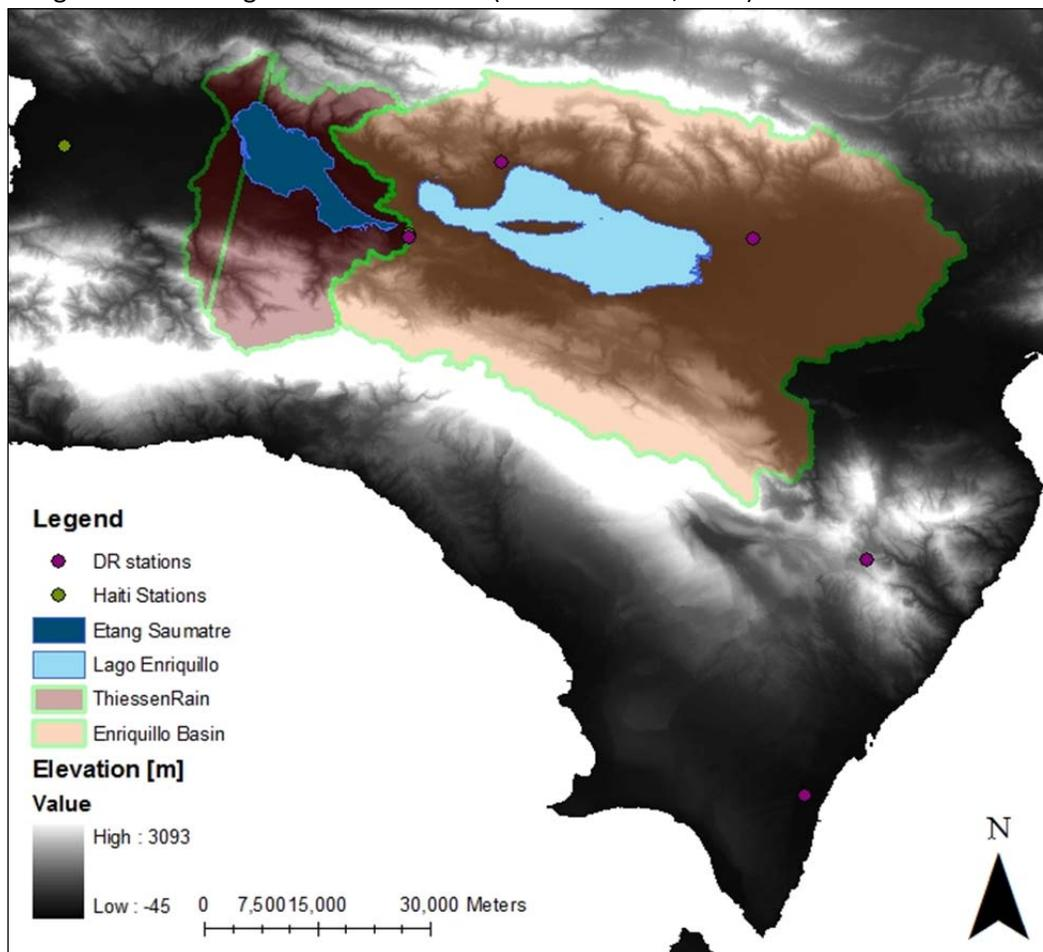 Legend
DR stations
Haiti Stations
Etang Saumatre
Lago Enriquillo
ThiessenRain
Enriquillo Basin
Elevation [m]
Value
High : 3093
Low : -45
0 7,500 15,000 30,000 Meters
N